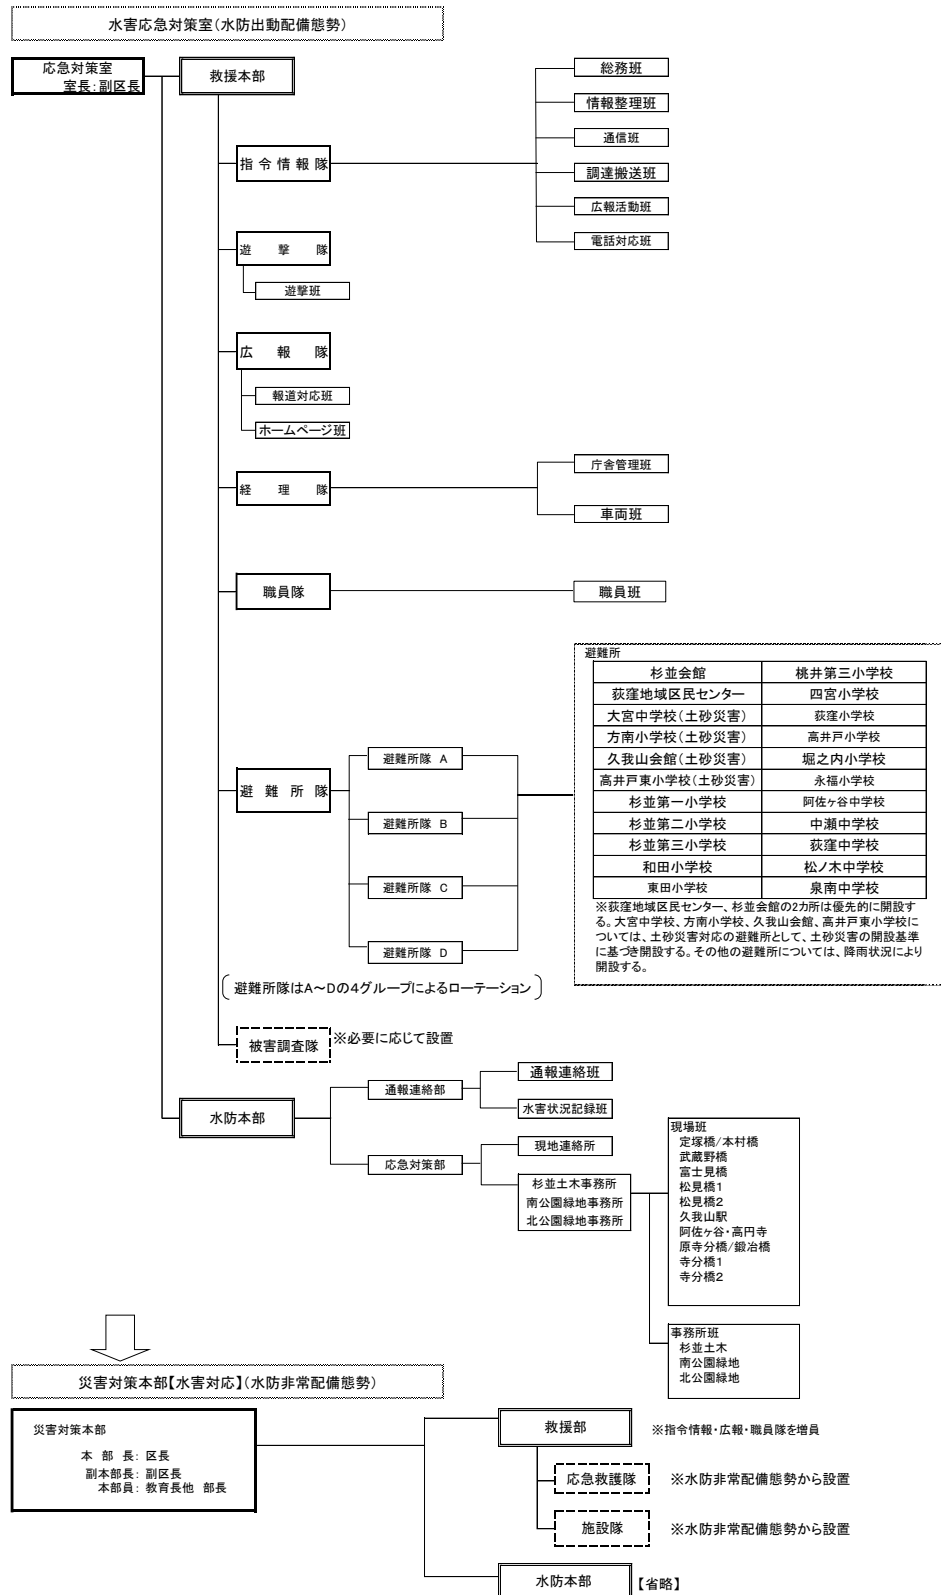 水害応急対策室(水防出動配備態勢)
応急対策室
室長:副区長
救援本部
指令情報隊
総務班
情報整理班
通信班
調達搬送班
広報活動班
電話対応班
遊撃隊
遊撃班
広報隊
報道対応班
ホームページ班
経理隊
庁舎管理班
車両班
職員隊
職員班
避難所隊
避難所隊 A
避難所隊 B
避難所隊 C
避難所隊 D
避難所
杉並会館 桃井第三小学校
荻窪地域区民センター 四宮小学校
大宮中学校(土砂災害) 荻窪小学校
方南小学校(土砂災害) 高井戸小学校
久我山会館(土砂災害) 堀之内小学校
高井戸東小学校(土砂災害) 永福小学校
杉並第一小学校 阿佐ヶ谷中学校
杉並第二小学校 中瀬中学校
杉並第三小学校 荻窪中学校
和田小学校 松ノ木中学校
東田小学校 泉南中学校
※荻窪地域区民センター、杉並会館の2カ所は優先的に開設す
る。大宮中学校、方南小学校、久我山会館、高井戸東小学校に
ついては、土砂災害対応の避難所として、土砂災害の開設基準
に基づき開設する。その他の避難所については、降雨状況により
開設する。
避難所隊はA~Dの4グループによるローテーション
被害調査隊
※必要に応じて設置
水防本部
通報連絡部
通報連絡班
水害状況記録班
応急対策部
現地連絡所
杉並土木事務所
南公園緑地事務所
北公園緑地事務所
現場班
定塚橋/本村橋
武蔵野橋
富士見橋
松見橋1
松見橋2
久我山駅
阿佐ヶ谷・高円寺
原寺分橋/鍛冶橋
寺分橋1
寺分橋2
事務所班
杉並土木
南公園緑地
北公園緑地
災害対策本部【水害対応】(水防非常配備態勢)
災害対策本部
本部長:区長
副本部長:副区長
本部員:教育長他 部長
救援部
※指令情報・広報・職員隊を増員
応急救護隊
※水防非常配備態勢から設置
施設隊
※水防非常配備態勢から設置
水防本部
【省略】